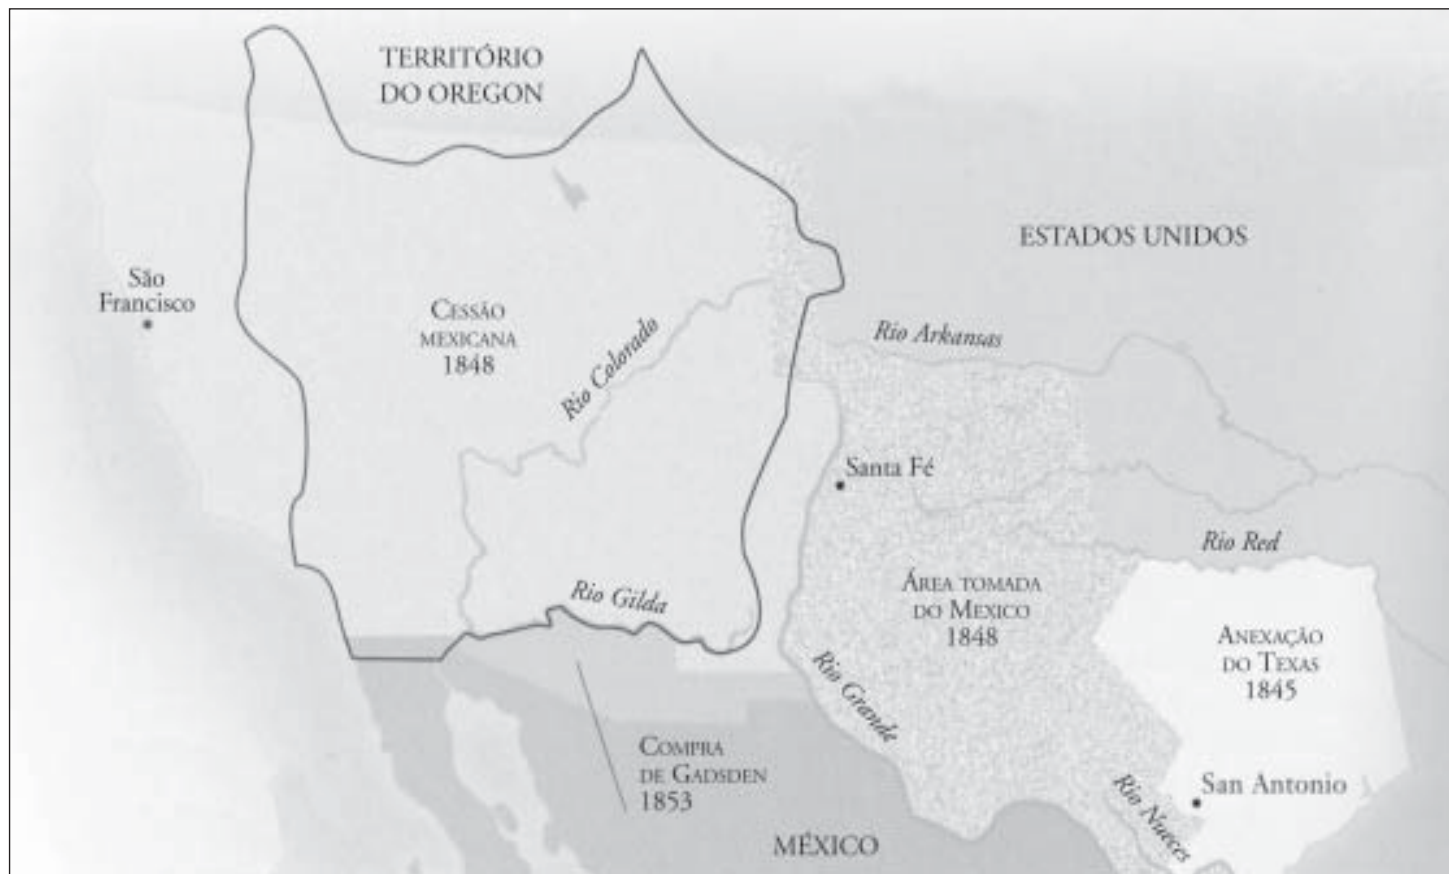 TERRITÓRIO
DO OREGON
ESTADOS UNIDOS
São
Francisco
CESSÃO
MEXICANA
1848
Rio Colorado
Rio Arkansas
Santa Fé
Rio Red
Rio Gilda
ÁREA TOMADA
DO MEXICO
1848
ANEXAÇÃO
DO TEXAS
1845
Rio Grande
COMPRA
DE GADSDEN
1853
San Antonio
Rio Nueces
MÉXICO